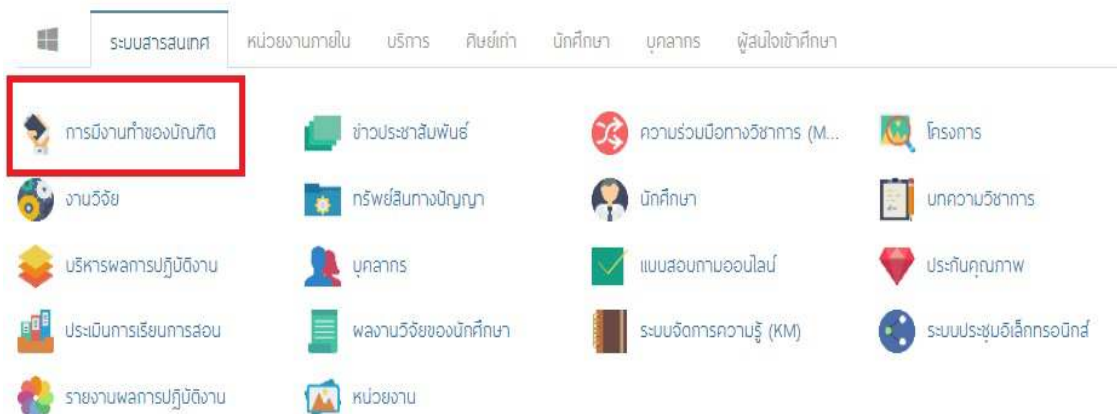 ระบบสารสนเทศ หน่วยงานภายใน บริการ ศิษย์เก่า นักศึกษา บุคลากร ผู้สนใจเข้าศึกษา
การมีงานทำของบัณฑิต ข่าวประชาสัมพันธ์ ความร่วมมือทางวิชาการ (M... โครงการ
งานวิจัย ทรัพย์สินทางปัญญา นักศึกษา บทความวิชาการ
บริหารผลการปฏิบัติงาน บุคลากร แบบสอบถามออนไลน์ ประกันคุณภาพ
ประเมินการเรียนการสอน ผลงานวิจัยของนักศึกษา ระบบจัดการความรู้ (KM) ระบบประชุมอิเล็กทรอนิกส์
รายงานผลการปฏิบัติงาน หน่วยงาน